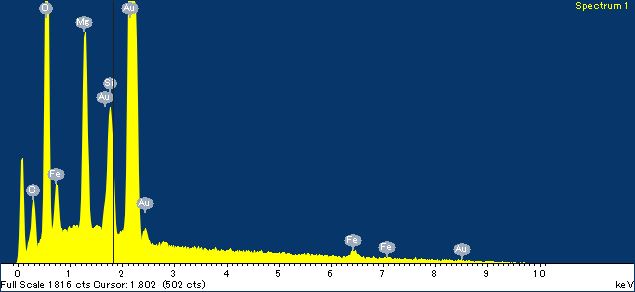 Spectrum 1
O
Au
Mg
Si
Au
Fe
C
Au
Fe
Fe
Au
0 1 2 3 4 5 6 7 8 9 10
Full Scale 1816 cts Cursor: 1.802 (502 cts) keV